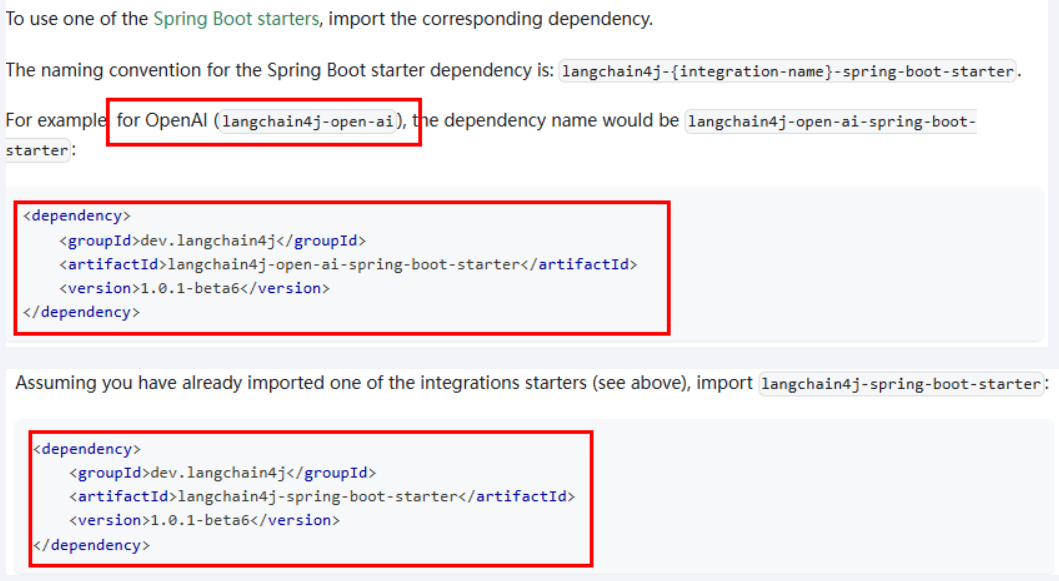 To use one of the Spring Boot starters, import the corresponding dependency.
The naming convention for the Spring Boot starter dependency is: langchain4j-{integration-name}-spring-boot-starter.
For example, for OpenAI (langchain4j-open-ai), the dependency name would be langchain4j-open-ai-spring-boot-
starter:
<dependency>
    <groupId>dev.langchain4j</groupId>
    <artifactId>langchain4j-open-ai-spring-boot-starter</artifactId>
    <version>1.0.1-beta6</version>
</dependency>
Assuming you have already imported one of the integrations starters (see above), import langchain4j-spring-boot-starter:
<dependency>
    <groupId>dev.langchain4j</groupId>
    <artifactId>langchain4j-spring-boot-starter</artifactId>
    <version>1.0.1-beta6</version>
</dependency>